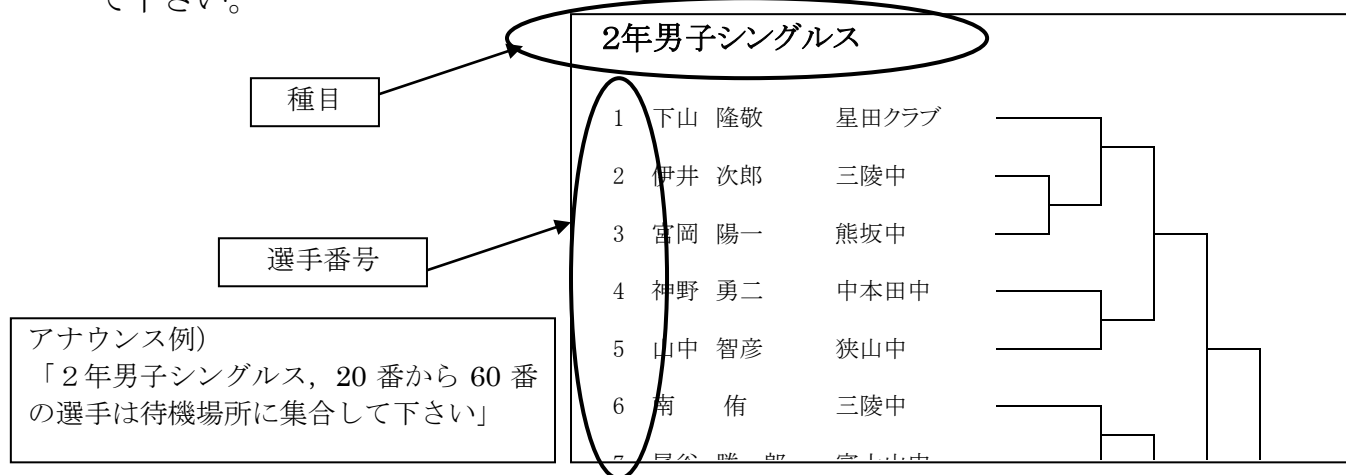 て下さい。
2年男子シングルス
種目
1 下山 隆敬 星田クラブ
2 伊井 次郎 三陵中
3 宮岡 陽一 熊坂中
選手番号
4 神野 勇二 中本田中
5 山中 智彦 狭山中
6 南 侑 三陵中
アナウンス例)
「２年男子シングルス，20 番から 60 番
の選手は待機場所に集合して下さい」